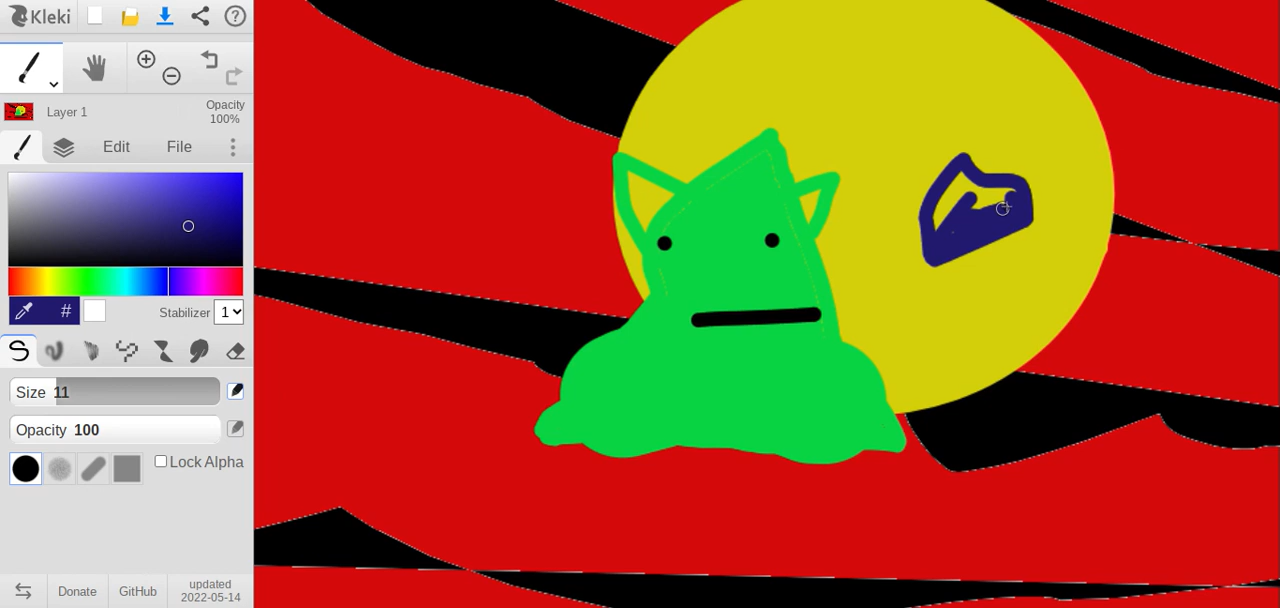 Kleki
?
Layer 1
Opacity
100%
Edit
File
#
Stabilizer 1
Size 11
Opacity 100
Lock Alpha
Donate
GitHub
updated
2022-05-14